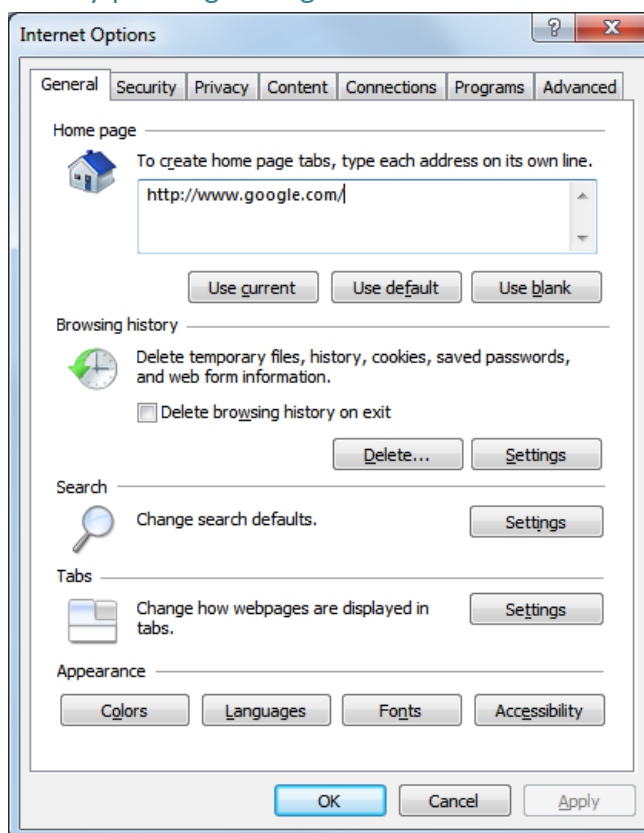 Internet Options
General Security Privacy Content Connections Programs Advanced
Home page
To create home page tabs, type each address on its own line.
http://www.google.com/
Use current Use default Use blank
Browsing history
Delete temporary files, history, cookies, saved passwords,
and web form information.
Delete browsing history on exit
Delete... Settings
Search
Change search defaults. Settings
Tabs
Change how webpages are displayed in
tabs.
Settings
Appearance
Colors Languages Fonts Accessibility
OK Cancel Apply